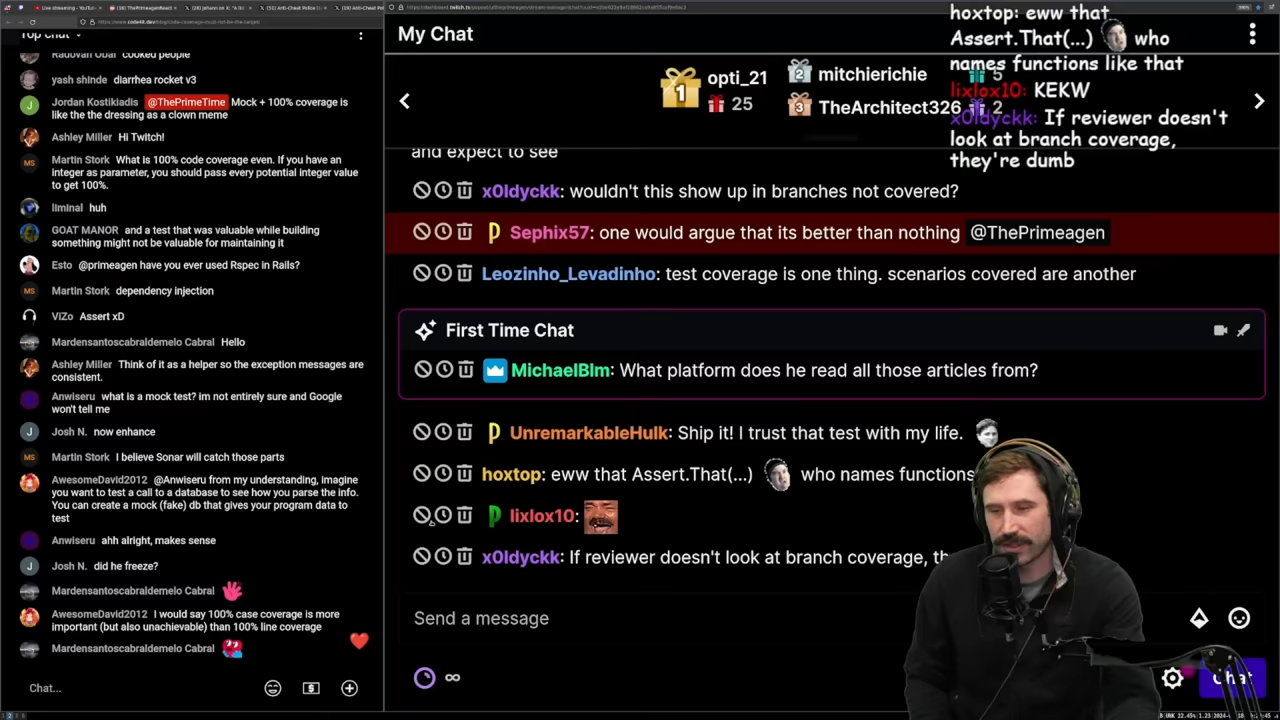 Top chat
Radovan Obal cooked people
yash shinde diarrhea rocket v3
Jordan Kostikiadis @ThePrimeTime Mock + 100% coverage is
like the the dressing as a clown meme
Ashley Miller Hi Twitch!
Martin Stork What is 100% code coverage even. If you have an
integer as parameter, you should pass every potential integer value
to get 100%.
liminal huh
GOAT MANOR and a test that was valuable while building
something might not be valuable for maintaining it
Esto @primeagen have you ever used Rspec in Rails?
Martin Stork dependency injection
ViZo Assert xD
Mardensantoscabraldemelo Cabral Hello
Ashley Miller Think of it as a helper so the exception messages are
consistent.
Anwiseru what is a mock test? im not entirely sure and Google
won't tell me
Josh N. now enhance
Martin Stork I believe Sonar will catch those parts
AwesomeDavid2012 @Anwiseru from my understanding, imagine
you want to test a call to a database to see how you parse the info.
You can create a mock (fake) db that gives your program data to
test
Anwiseru ahh alright, makes sense
Josh N. did he freeze?
Mardensantoscabraldemelo Cabral
AwesomeDavid2012 I would say 100% case coverage is more
important (but also unachievable) than 100% line coverage
Mardensantoscabraldemelo Cabral
Chat...
My Chat
1 opti_21
25
2 mitchierichie 5
3 TheArchitect326 2
and expect to see
x0ldyckk: wouldn't this show up in branches not covered?
Sephix57: one would argue that its better than nothing @ThePrimeagen
Leozinho_Levadinho: test coverage is one thing. scenarios covered are another
First Time Chat
MichaelBlm: What platform does he read all those articles from?
UnremarkableHulk: Ship it! I trust that test with my life.
hoxtop: eww that Assert.That(...) who names functions
lixlox10:
x0ldyckk: If reviewer doesn't look at branch coverage, th
Send a message
Chat
hoxtop: eww that
Assert.That(...) who
names functions like that
lixlox10: KEKW
x0ldyckk: If reviewer doesn't
look at branch coverage,
they're dumb